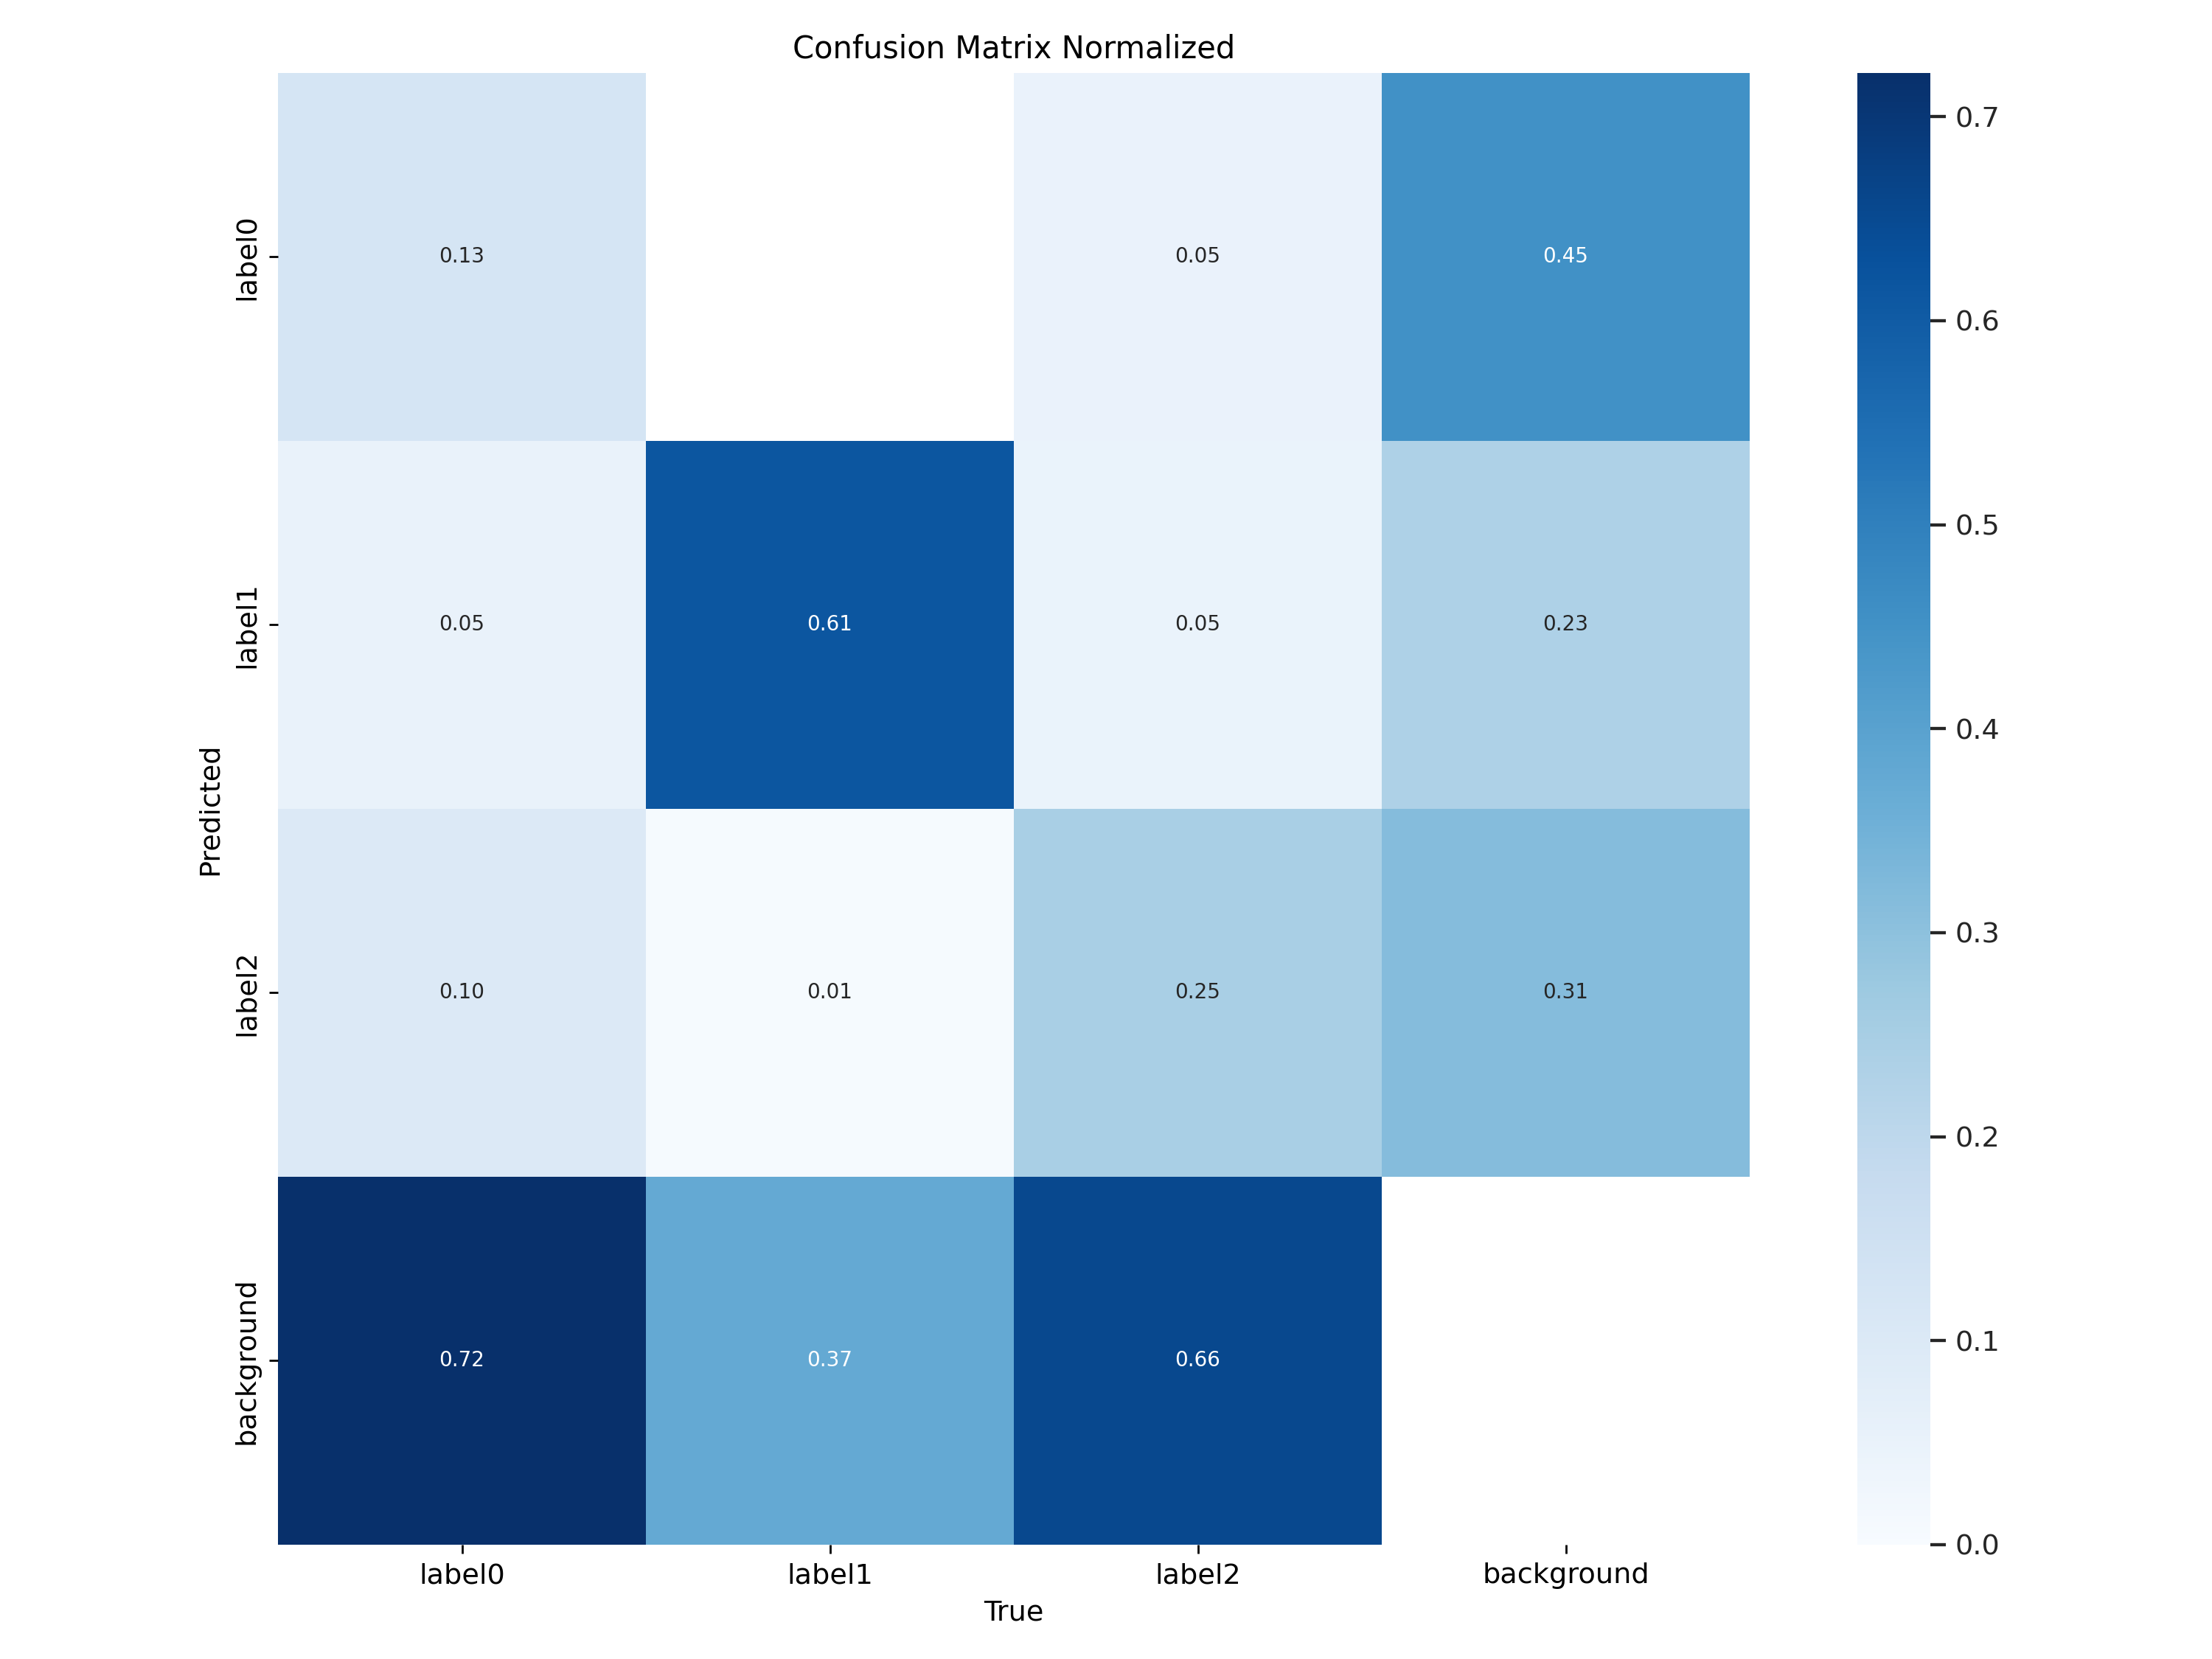 Confusion Matrix Normalized
Predicted
label0
0.13
0.05
0.45
label1
0.05
0.61
0.05
0.23
label2
0.10
0.01
0.25
0.31
background
0.72
0.37
0.66
label0
label1
label2
background
True
0.7
0.6
0.5
0.4
0.3
0.2
0.1
0.0